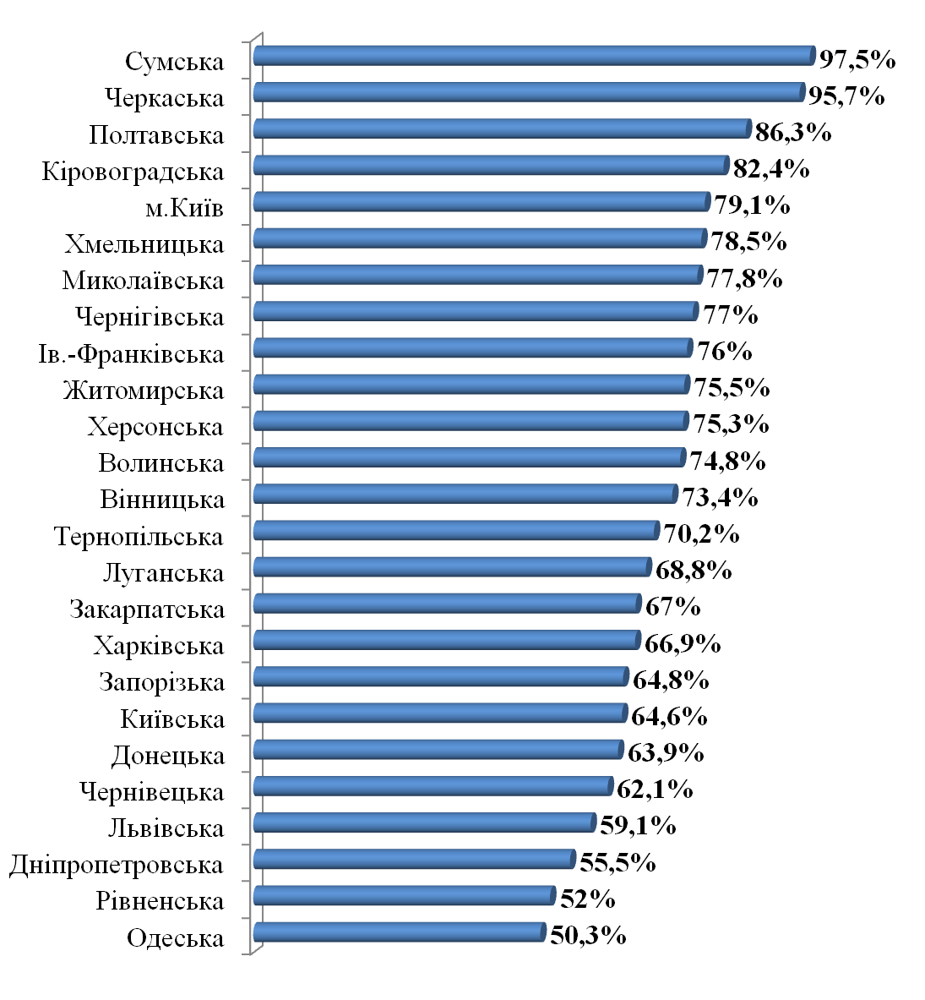 Сумська 97,5%
Черкаська 95,7%
Полтавська 86,3%
Кіровоградська 82,4%
м.Київ 79,1%
Хмельницька 78,5%
Миколаївська 77,8%
Чернігівська 77%
Ів.-Франківська 76%
Житомирська 75,5%
Херсонська 75,3%
Волинська 74,8%
Вінницька 73,4%
Тернопільська 70,2%
Луганська 68,8%
Закарпатська 67%
Харківська 66,9%
Запорізька 64,8%
Київська 64,6%
Донецька 63,9%
Чернівецька 62,1%
Львівська 59,1%
Дніпропетровська 55,5%
Рівненська 52%
Одеська 50,3%